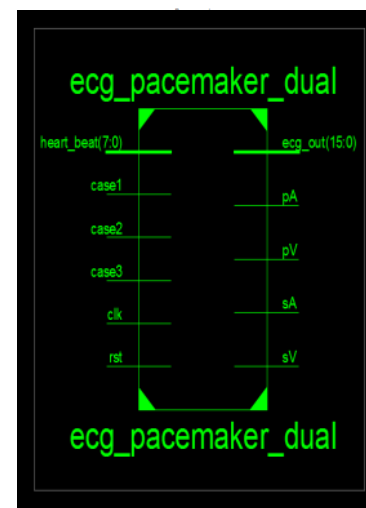 ecg_pacemaker_dual
heart_beat(7:0)
ecg_out(15:0)
case1
pA
case2
pV
case3
sA
clk
rst
sV
ecg_pacemaker_dual